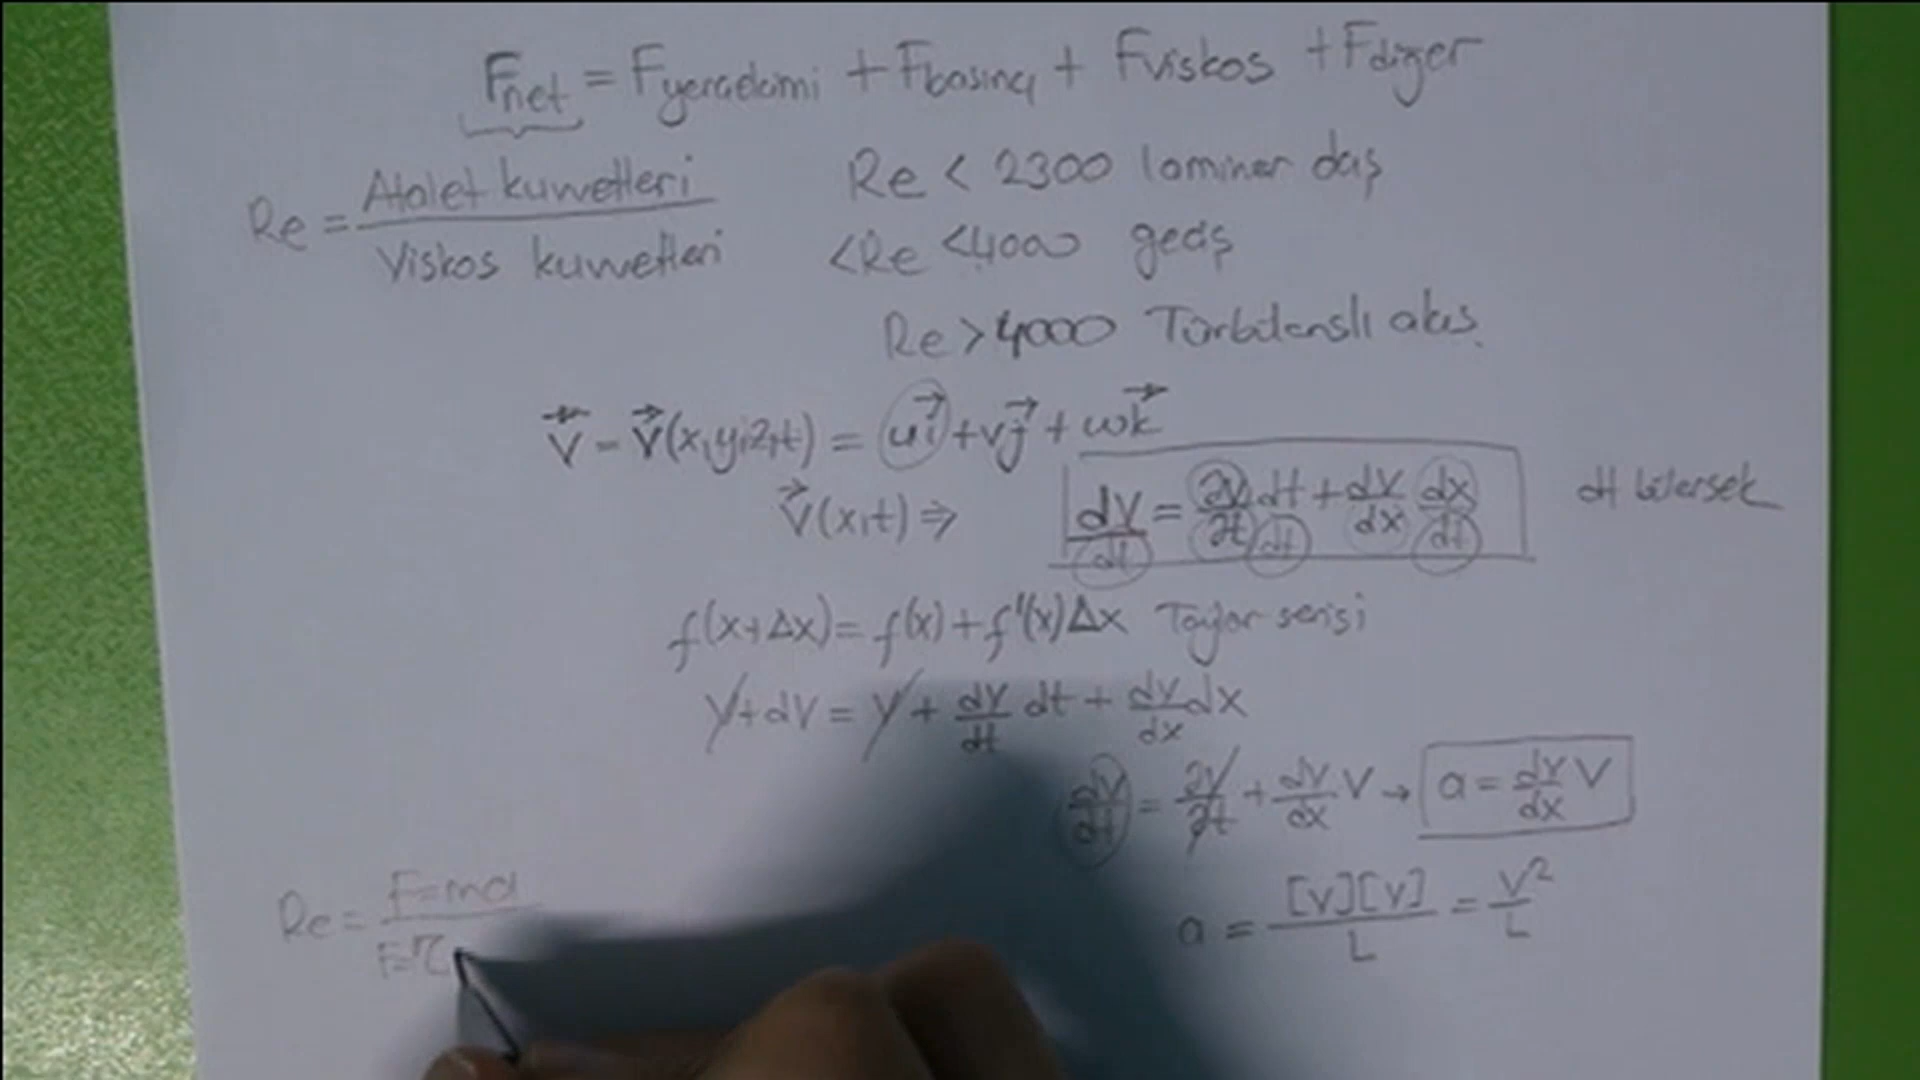 Fnet = Fyerçekimi + Fbasınç + Fviskos + Fdiğer
Re = Atalet kuvvetleri / Viskos kuvvetleri
Re < 2300 laminer akış
<Re <4000 geçiş
Re > 4000 Türbülanslı akış.
V = V(x,y,z,t) = ui + vj + wk
V(x,t) ⇒ dV/dt = ∂V/∂t dt/dt + dV/dx dx/dt dt bölersek
f(x+Δx) = f(x) + f'(x)Δx Taylor serisi
V + dV = V + dV/dt dt + dV/dx dx
dV/dt = ∂V/∂t + dV/dx V → a = dV/dx V
Re = F=ma / F=τ
a = [V][V] / L = V² / L